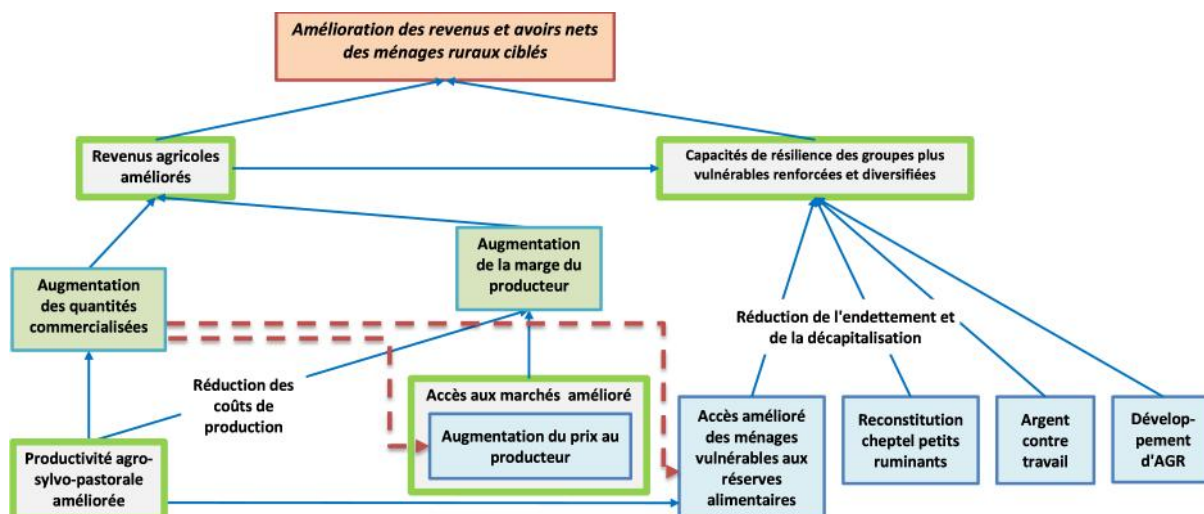 Amélioration des revenus et avoirs nets
des ménages ruraux ciblés
Revenus agricoles
améliorés
Capacités de résilience des groupes plus
vulnérables renforcées et diversifiées
Augmentation
des quantités
commercialisées
Augmentation
de la marge du
producteur
Réduction de l'endettement et
de la décapitalisation
Réduction des
coûts de
production
Accès aux marchés amélioré
Augmentation du prix au
producteur
Productivité agro-
sylvo-pastorale
améliorée
Accès amélioré
des ménages
vulnérables aux
réserves
alimentaires
Reconstitution
cheptel petits
ruminants
Argent
contre
travail
Dévelop-
pement
d'AGR